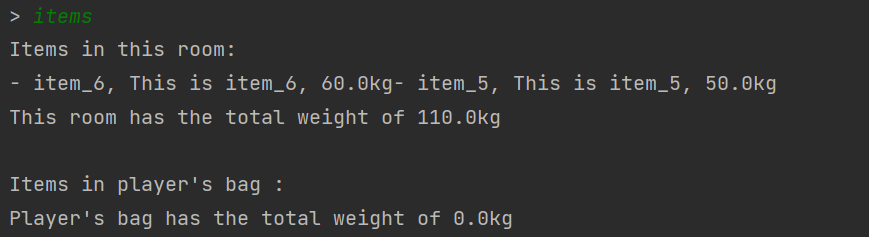 > items
Items in this room:
- item_6, This is item_6, 60.0kg- item_5, This is item_5, 50.0kg
This room has the total weight of 110.0kg
Items in player's bag :
Player's bag has the total weight of 0.0kg